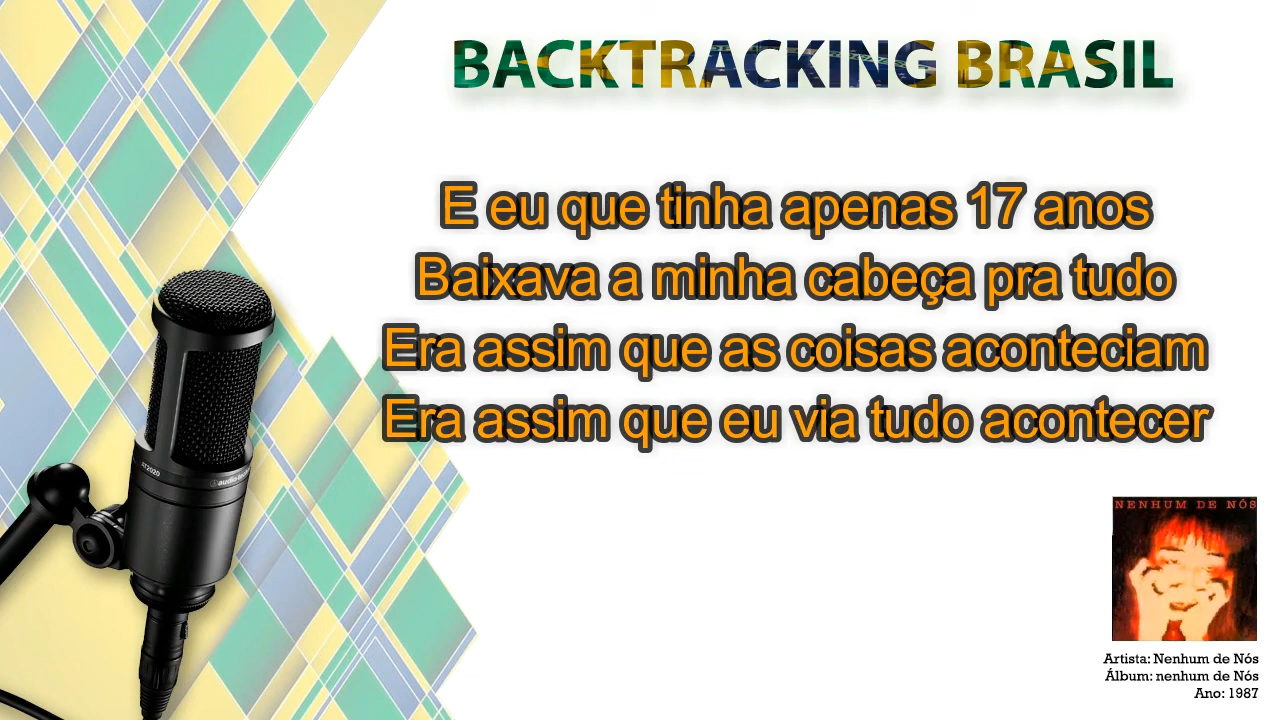 BACKTRACKING BRASIL
E eu que tinha apenas 17 anos
Baixava a minha cabeça pra tudo
Era assim que as coisas aconteciam
Era assim que eu via tudo acontecer
AT2020
NENHUM DE NÓS
Artista: Nenhum de Nós
Álbum: nenhum de Nós
Ano: 1987